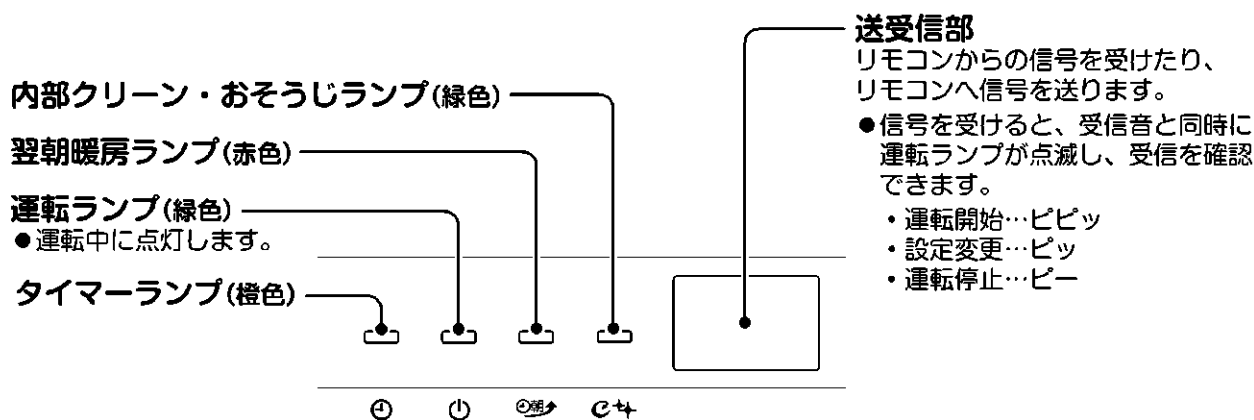 内部クリーン・おそうじランプ(緑色)
翌朝暖房ランプ(赤色)
運転ランプ(緑色)
●運転中に点灯します。
タイマーランプ(橙色)
送受信部
リモコンからの信号を受けたり、
リモコンへ信号を送ります。
●信号を受けると、受信音と同時に
運転ランプが点滅し、受信を確認
できます。
・運転開始…ピピッ
・設定変更…ピッ
・運転停止…ピー
朝